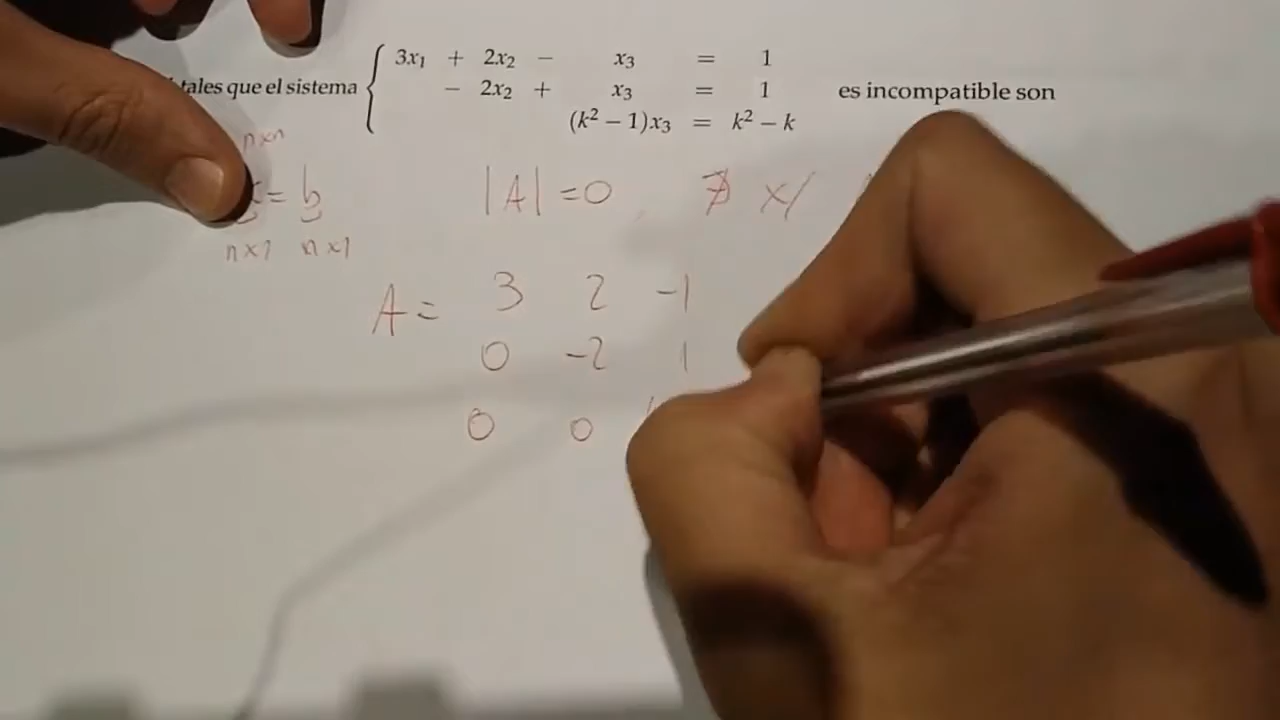 tales que el sistema { 3x₁ + 2x₂ − x₃ = 1
− 2x₂ + x₃ = 1 es incompatible son
(k² − 1)x₃ = k² − k
n×n
= b |A| =0 ∄ x/
n×1 n×1
A = 3 2 -1
0 -2 1
0 0